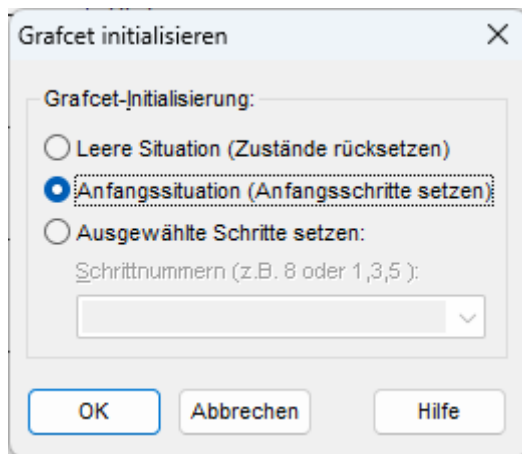 Grafcet initialisieren
Grafcet-Initialisierung:
Leere Situation (Zustände rücksetzen)
Anfangssituation (Anfangsschritte setzen)
Ausgewählte Schritte setzen:
Schrittnummern (z.B. 8 oder 1,3,5 ):
OK Abbrechen Hilfe